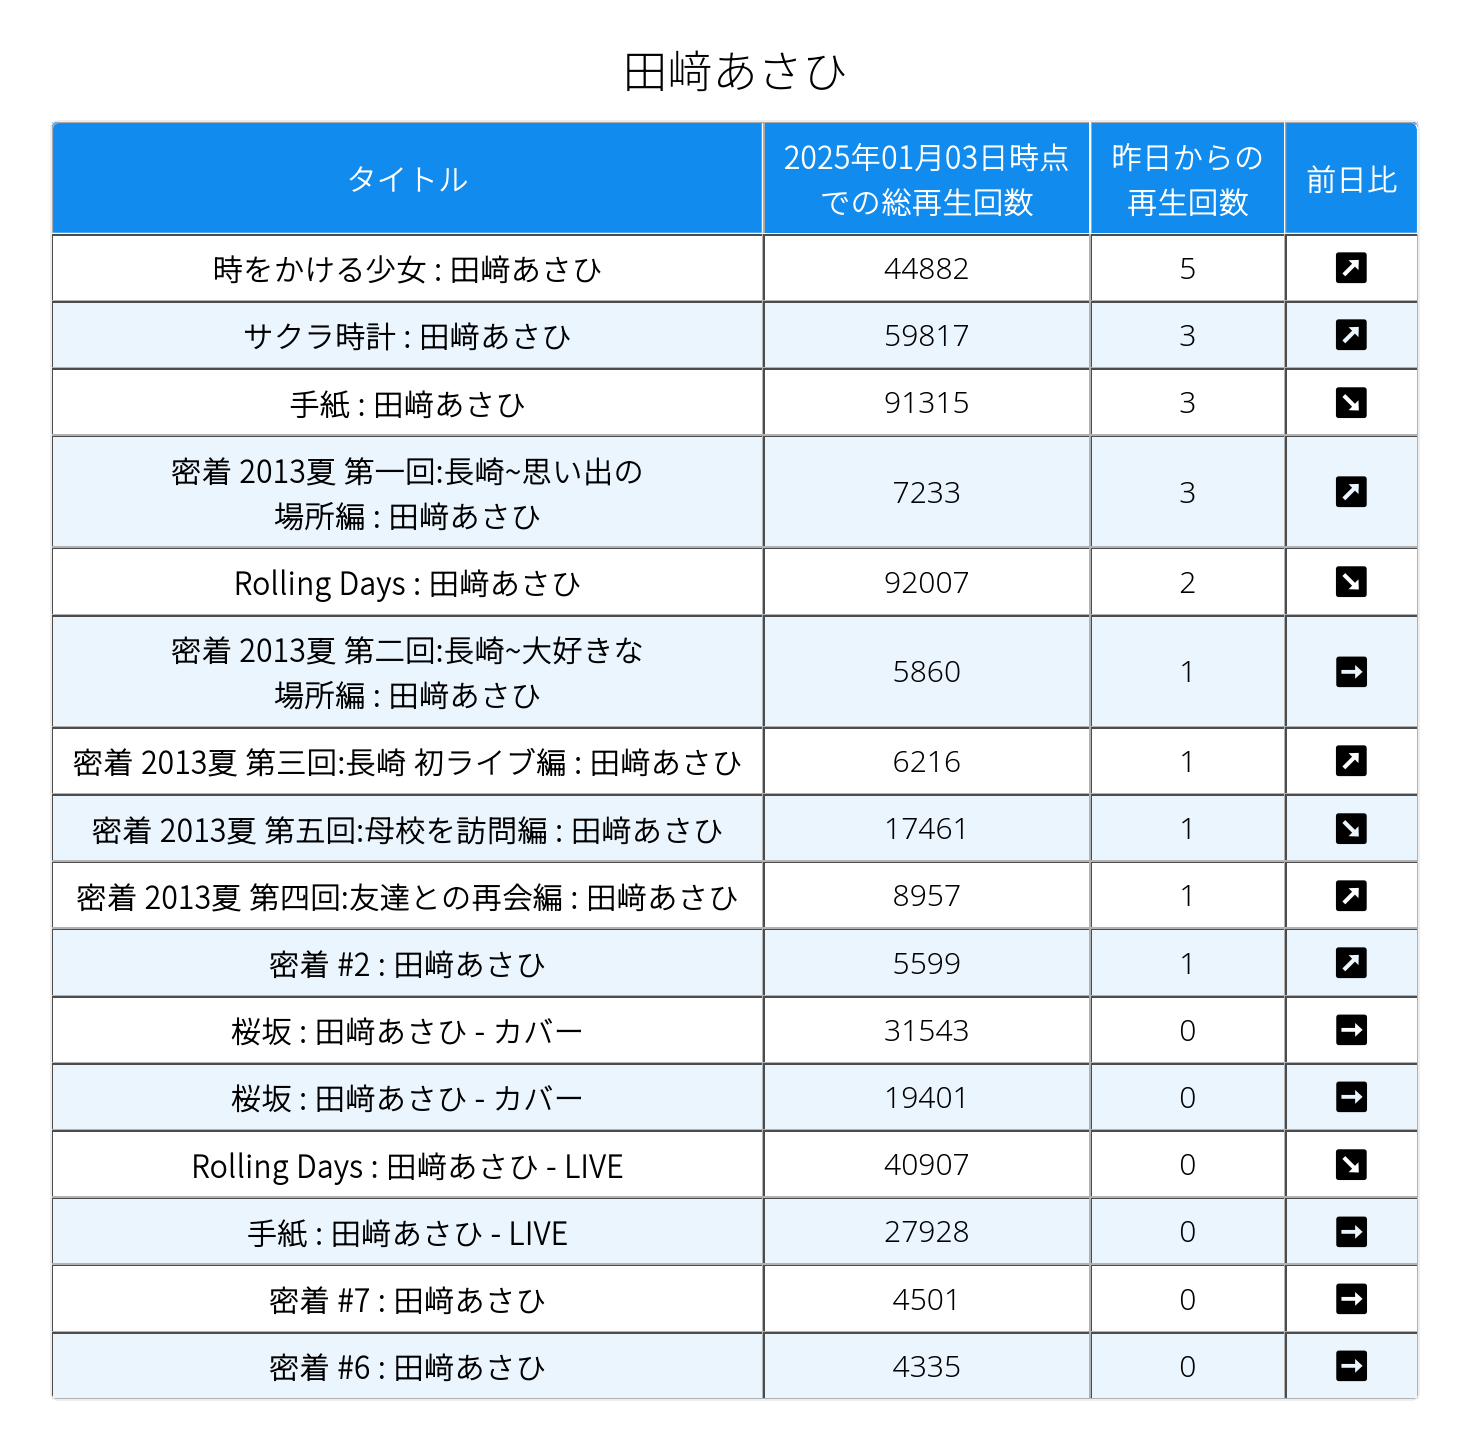 田﨑あさひ
タイトル
2025年01月03日時点
での総再生回数
昨日からの
再生回数
前日比
時をかける少女 : 田﨑あさひ 44882 5 ↗
サクラ時計 : 田﨑あさひ 59817 3 ↗
手紙 : 田﨑あさひ 91315 3 ↘
密着 2013夏 第一回:長崎~思い出の
場所編 : 田﨑あさひ 7233 3 ↗
Rolling Days : 田﨑あさひ 92007 2 ↘
密着 2013夏 第二回:長崎~大好きな
場所編 : 田﨑あさひ 5860 1 →
密着 2013夏 第三回:長崎 初ライブ編 : 田﨑あさひ 6216 1 ↗
密着 2013夏 第五回:母校を訪問編 : 田﨑あさひ 17461 1 ↘
密着 2013夏 第四回:友達との再会編 : 田﨑あさひ 8957 1 ↗
密着 #2 : 田﨑あさひ 5599 1 ↗
桜坂 : 田﨑あさひ - カバー 31543 0 →
桜坂 : 田﨑あさひ - カバー 19401 0 →
Rolling Days : 田﨑あさひ - LIVE 40907 0 ↘
手紙 : 田﨑あさひ - LIVE 27928 0 →
密着 #7 : 田﨑あさひ 4501 0 →
密着 #6 : 田﨑あさひ 4335 0 →